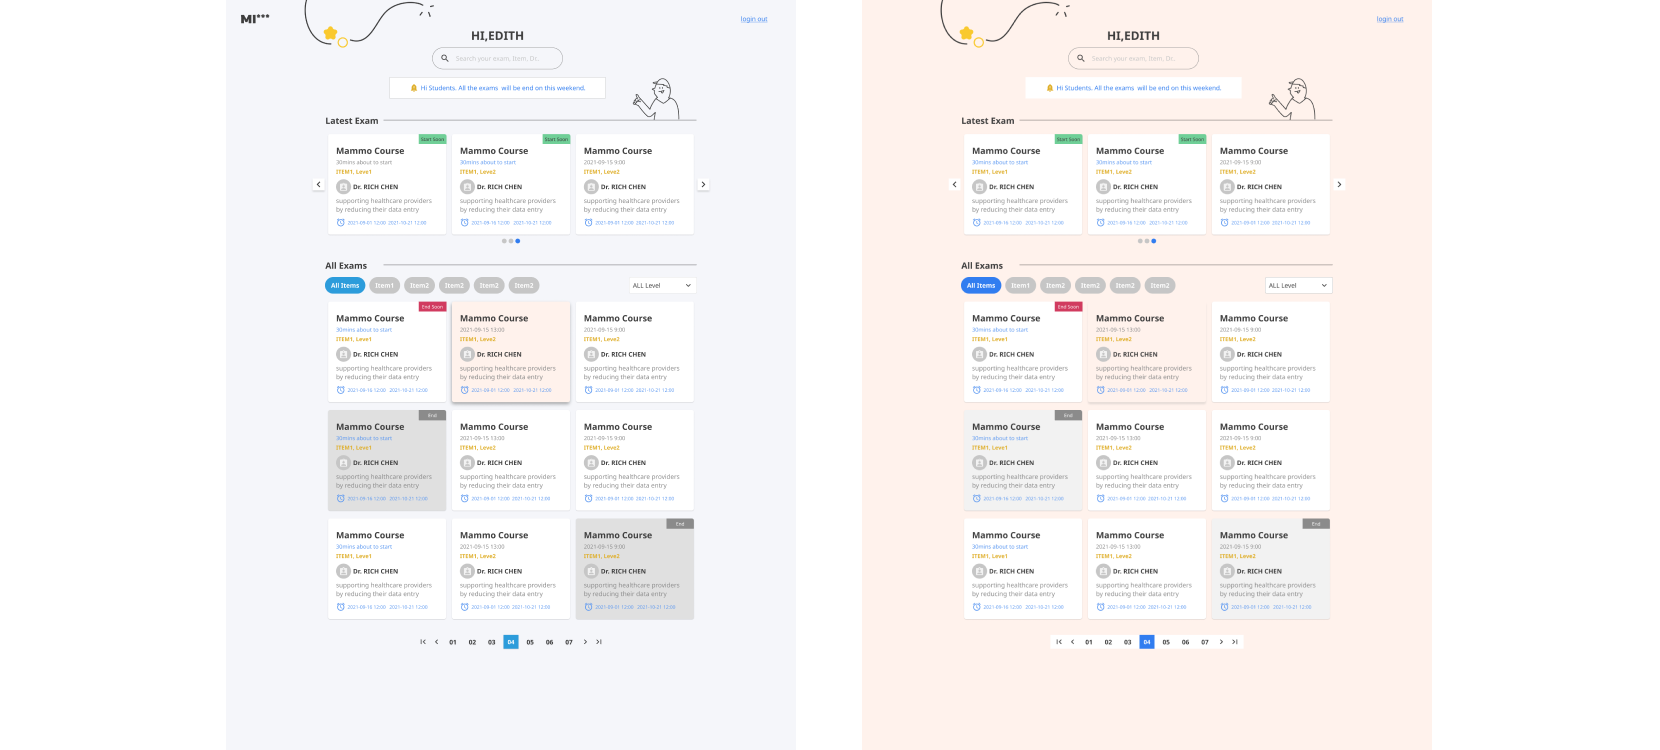 MI***
login out
HI,EDITH
Search your exam, Item, Dr.
Hi Students. All the exams will be end on this weekend.
Latest Exam
Start Soon
Mammo Course
30mins about to start
ITEM1, Leve1
Dr. RICH CHEN
supporting healthcare providers
by reducing their data entry
2021-09-01 12:00 2021-10-21 12:00
Start Soon
Mammo Course
30mins about to start
ITEM1, Leve2
Dr. RICH CHEN
supporting healthcare providers
by reducing their data entry
2021-09-16 12:00 2021-10-21 12:00
Mammo Course
2021-09-15 9:00
ITEM1, Leve2
Dr. RICH CHEN
supporting healthcare providers
by reducing their data entry
2021-09-01 12:00 2021-10-21 12:00
All Exams
All Items Item1 Item2 Item2 Item2 Item2
ALL Level
End Soon
Mammo Course
30mins about to start
ITEM1, Leve1
Dr. RICH CHEN
supporting healthcare providers
by reducing their data entry
2021-09-16 12:00 2021-10-21 12:00
Mammo Course
2021-09-15 13:00
ITEM1, Leve2
Dr. RICH CHEN
supporting healthcare providers
by reducing their data entry
2021-09-01 12:00 2021-10-21 12:00
Mammo Course
2021-09-15 9:00
ITEM1, Leve2
Dr. RICH CHEN
supporting healthcare providers
by reducing their data entry
2021-09-01 12:00 2021-10-21 12:00
End
Mammo Course
30mins about to start
ITEM1, Leve1
Dr. RICH CHEN
supporting healthcare providers
by reducing their data entry
2021-09-16 12:00 2021-10-21 12:00
Mammo Course
2021-09-15 13:00
ITEM1, Leve2
Dr. RICH CHEN
supporting healthcare providers
by reducing their data entry
2021-09-01 12:00 2021-10-21 12:00
Mammo Course
2021-09-15 9:00
ITEM1, Leve2
Dr. RICH CHEN
supporting healthcare providers
by reducing their data entry
2021-09-01 12:00 2021-10-21 12:00
Mammo Course
30mins about to start
ITEM1, Leve1
Dr. RICH CHEN
supporting healthcare providers
by reducing their data entry
2021-09-16 12:00 2021-10-21 12:00
Mammo Course
2021-09-15 13:00
ITEM1, Leve2
Dr. RICH CHEN
supporting healthcare providers
by reducing their data entry
2021-09-01 12:00 2021-10-21 12:00
End
Mammo Course
2021-09-15 9:00
ITEM1, Leve2
Dr. RICH CHEN
supporting healthcare providers
by reducing their data entry
2021-09-01 12:00 2021-10-21 12:00
01 02 03 04 05 06 07
login out
HI,EDITH
Search your exam, Item, Dr.
Hi Students. All the exams will be end on this weekend.
Latest Exam
Start Soon
Mammo Course
30mins about to start
ITEM1, Leve1
Dr. RICH CHEN
supporting healthcare providers
by reducing their data entry
2021-09-16 12:00 2021-10-21 12:00
Start Soon
Mammo Course
30mins about to start
ITEM1, Leve2
Dr. RICH CHEN
supporting healthcare providers
by reducing their data entry
2021-09-16 12:00 2021-10-21 12:00
Mammo Course
2021-09-15 9:00
ITEM1, Leve2
Dr. RICH CHEN
supporting healthcare providers
by reducing their data entry
2021-09-01 12:00 2021-10-21 12:00
All Exams
All Items Item1 Item2 Item2 Item2 Item2
ALL Level
End Soon
Mammo Course
30mins about to start
ITEM1, Leve1
Dr. RICH CHEN
supporting healthcare providers
by reducing their data entry
2021-09-16 12:00 2021-10-21 12:00
Mammo Course
2021-09-15 13:00
ITEM1, Leve2
Dr. RICH CHEN
supporting healthcare providers
by reducing their data entry
2021-09-01 12:00 2021-10-21 12:00
Mammo Course
2021-09-15 9:00
ITEM1, Leve2
Dr. RICH CHEN
supporting healthcare providers
by reducing their data entry
2021-09-01 12:00 2021-10-21 12:00
End
Mammo Course
30mins about to start
ITEM1, Leve1
Dr. RICH CHEN
supporting healthcare providers
by reducing their data entry
2021-09-16 12:00 2021-10-21 12:00
Mammo Course
2021-09-15 13:00
ITEM1, Leve2
Dr. RICH CHEN
supporting healthcare providers
by reducing their data entry
2021-09-01 12:00 2021-10-21 12:00
Mammo Course
2021-09-15 9:00
ITEM1, Leve2
Dr. RICH CHEN
supporting healthcare providers
by reducing their data entry
2021-09-01 12:00 2021-10-21 12:00
Mammo Course
30mins about to start
ITEM1, Leve1
Dr. RICH CHEN
supporting healthcare providers
by reducing their data entry
2021-09-16 12:00 2021-10-21 12:00
Mammo Course
2021-09-15 13:00
ITEM1, Leve2
Dr. RICH CHEN
supporting healthcare providers
by reducing their data entry
2021-09-01 12:00 2021-10-21 12:00
End
Mammo Course
2021-09-15 9:00
ITEM1, Leve2
Dr. RICH CHEN
supporting healthcare providers
by reducing their data entry
2021-09-01 12:00 2021-10-21 12:00
01 02 03 04 05 06 07